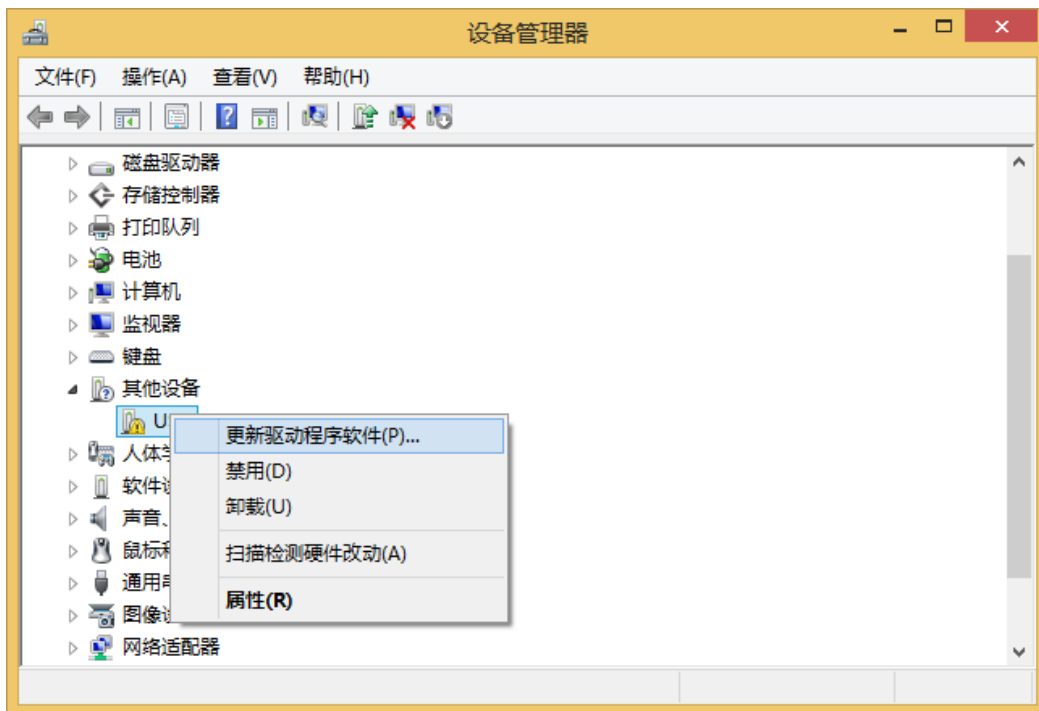 设备管理器
文件(F) 操作(A) 查看(V) 帮助(H)
磁盘驱动器
存储控制器
打印队列
电池
计算机
监视器
键盘
其他设备
U
更新驱动程序软件(P)...
人体
禁用(D)
软件
卸载(U)
声音、
鼠标
扫描检测硬件改动(A)
通用
属性(R)
图像
网络适配器